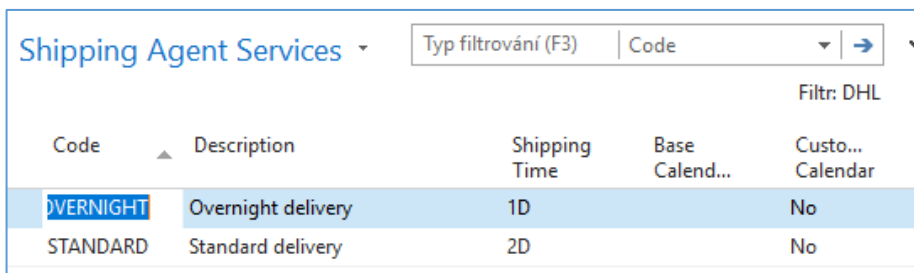 Shipping Agent Services
Typ filtrování (F3) Code
Filtr: DHL
Code Description Shipping Time Base Calend... Custo... Calendar
OVERNIGHT Overnight delivery 1D No
STANDARD Standard delivery 2D No